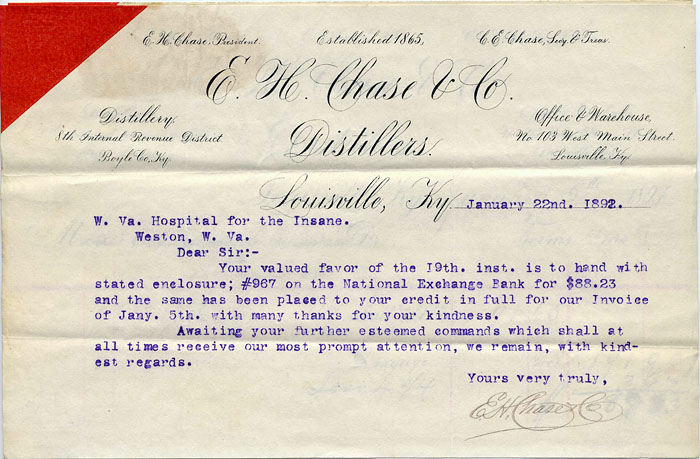 E. H. Chase, President. Established 1865, C. E. Chase, Secy. & Treas.
E. H. Chase & Co.
Distillery, Office & Warehouse,
8th Internal Revenue District No 103 West Main Street.
Distillers.
Boyle Co, Ky. Louisville, Ky.
Louisville, Ky. January 22nd. 1892.
W. Va. Hospital for the Insane.
Weston, W. Va.
Dear Sir:-
Your valued favor of the 19th. inst. is to hand with
stated enclosure; #967 on the National Exchange Bank for $88.23
and the same has been placed to your credit in full for our Invoice
of Jany. 5th. with many thanks for your kindness.
Awaiting your further esteemed commands which shall at
all times receive our most prompt attention, we remain, with kind-
est regards.
Yours very truly,
E. H. Chase & Co.